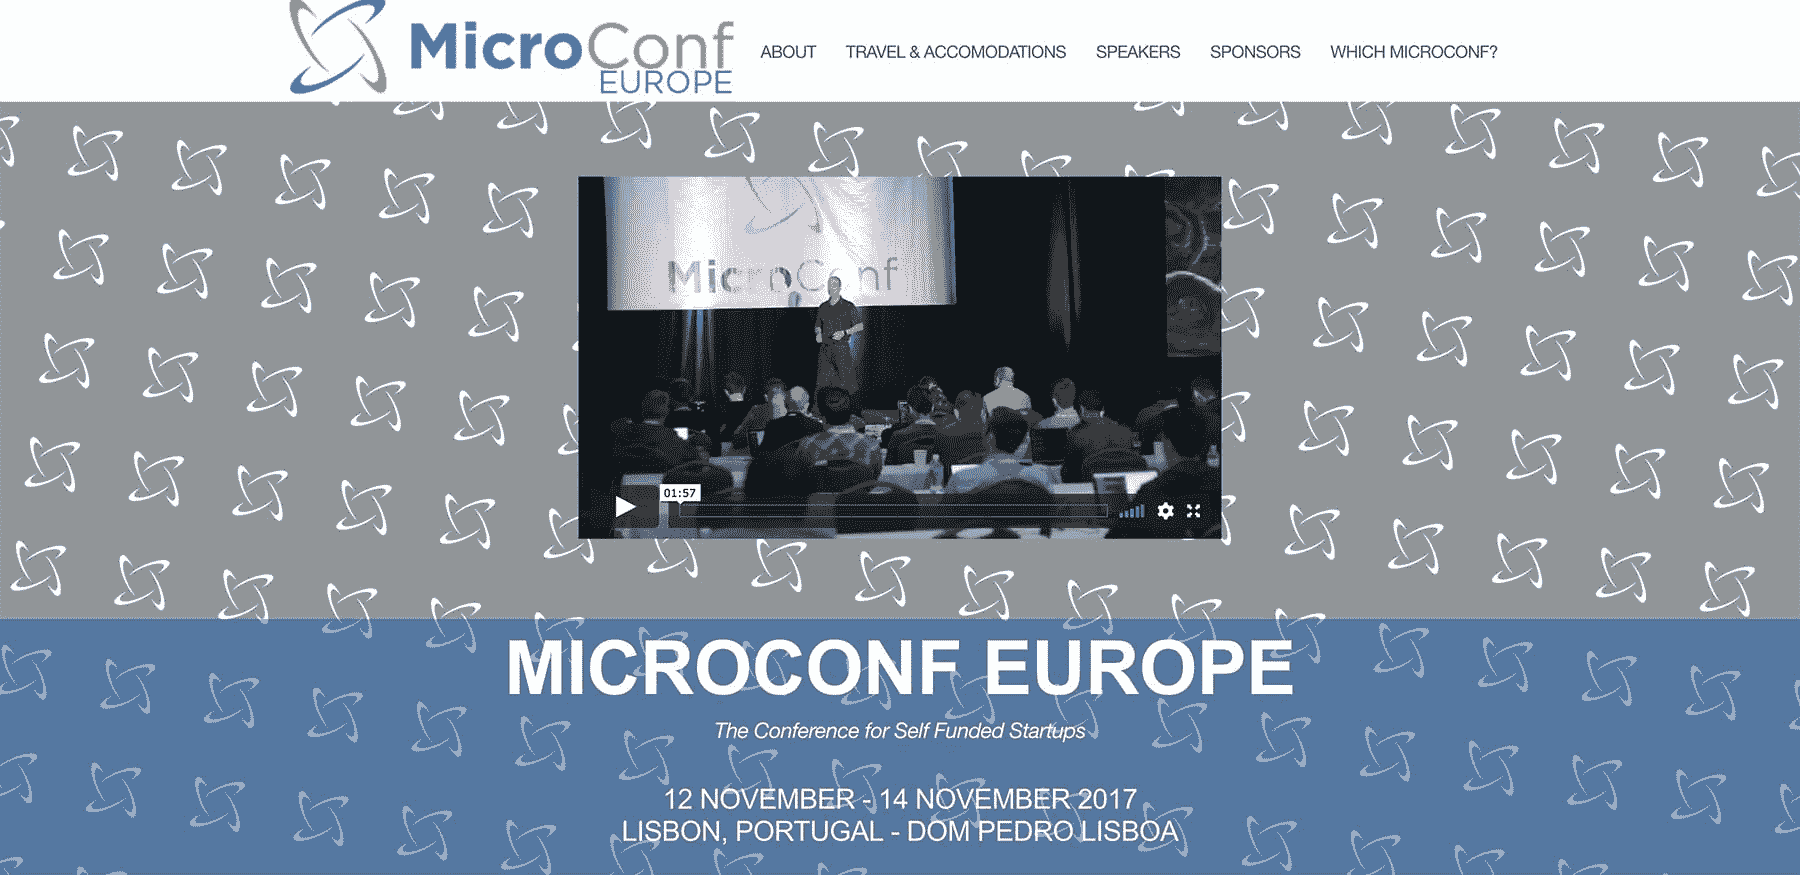 MicroConf
EUROPE
ABOUT
TRAVEL & ACCOMODATIONS
SPEAKERS
SPONSORS
WHICH MICROCONF?
MicroConf
01:57
MICROCONF EUROPE
The Conference for Self Funded Startups
12 NOVEMBER - 14 NOVEMBER 2017
LISBON, PORTUGAL - DOM PEDRO LISBOA